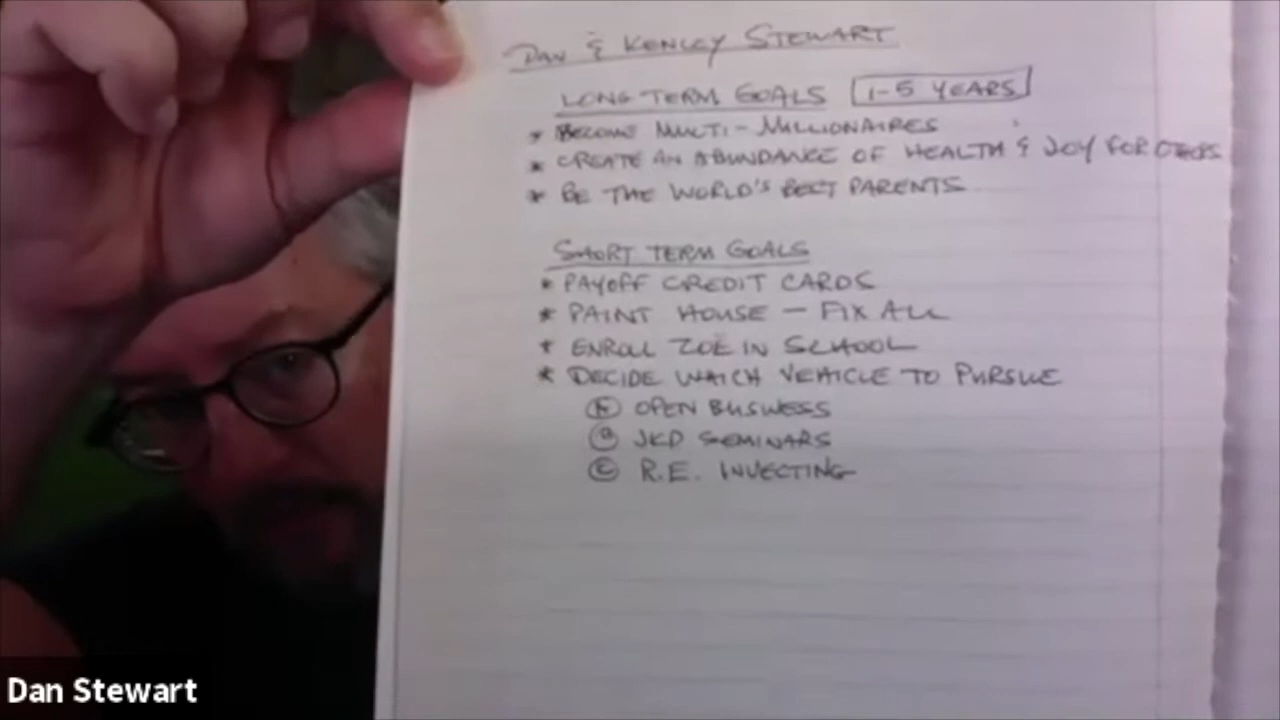 DAN & KENLEY STEWART
LONG TERM GOALS 1-5 YEARS
* BECOME MULTI-MILLIONAIRES
* CREATE AN ABUNDANCE OF HEALTH & JOY FOR OTHERS
* BE THE WORLD'S BEST PARENTS
SHORT TERM GOALS
* PAYOFF CREDIT CARDS
* PAINT HOUSE - FIX ALL
* ENROLL ZOË IN SCHOOL
* DECIDE WHICH VEHICLE TO PURSUE
Ⓐ OPEN BUSINESS
Ⓑ JKD SEMINARS
Ⓒ R.E. INVECTING
Dan Stewart